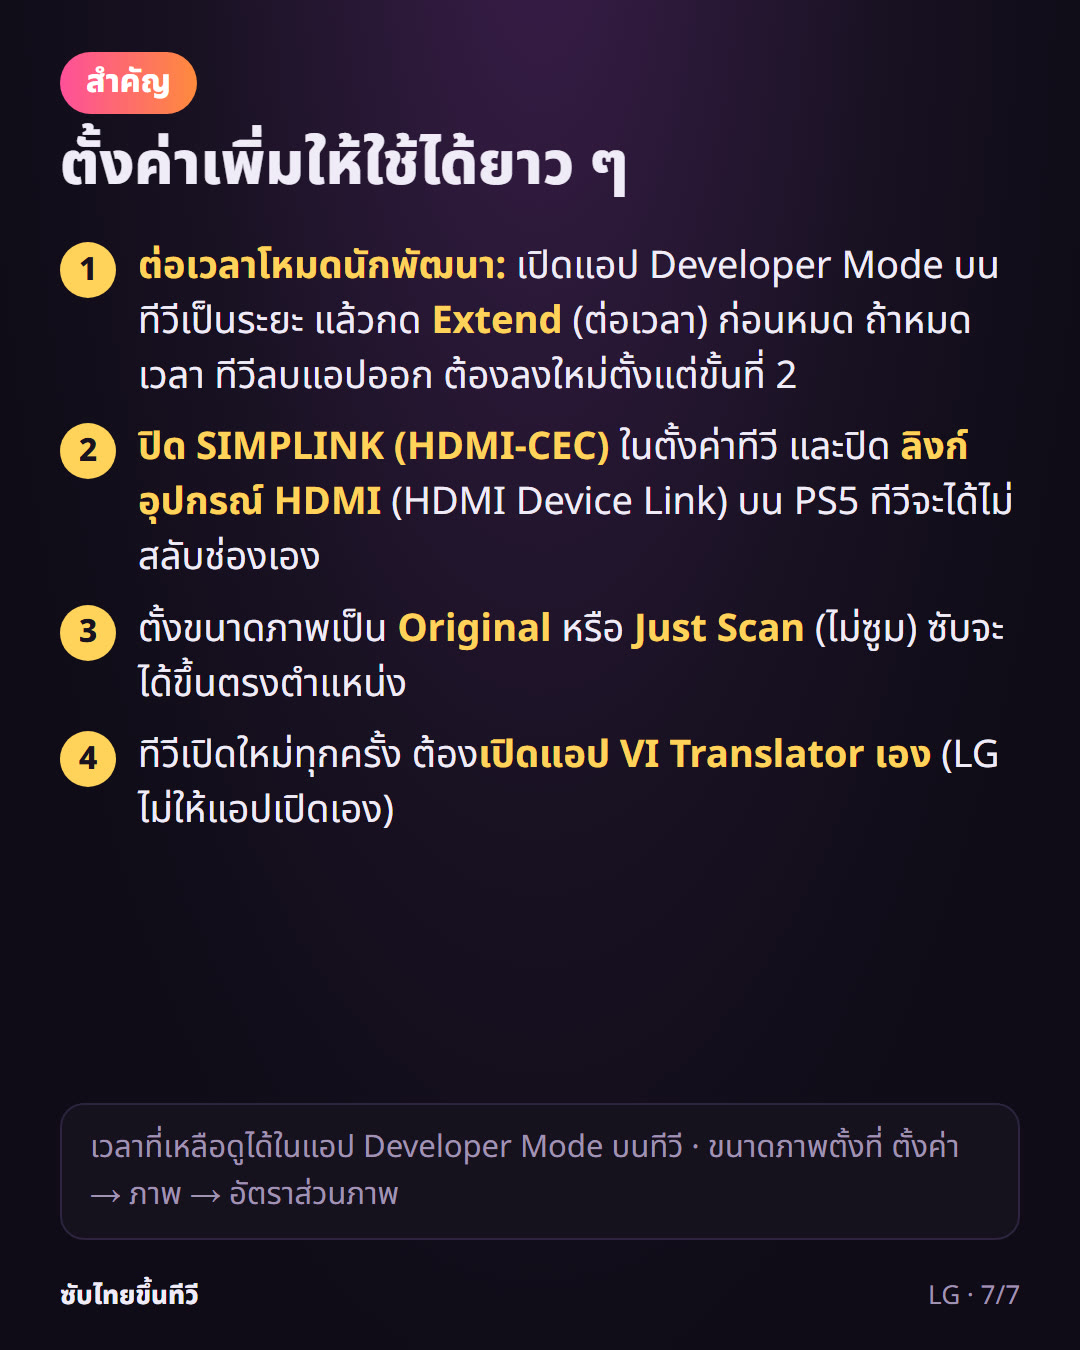 สำคัญ
ตั้งค่าเพิ่มให้ใช้ได้ยาว ๆ
1 ต่อเวลาโหมดนักพัฒนา: เปิดแอป Developer Mode บน
ทีวีเป็นระยะ แล้วกด Extend (ต่อเวลา) ก่อนหมด ถ้าหมด
เวลา ทีวีลบแอปออก ต้องลงใหม่ตั้งแต่ขั้นที่ 2
2 ปิด SIMPLINK (HDMI-CEC) ในตั้งค่าทีวี และปิด ลิงก์
อุปกรณ์ HDMI (HDMI Device Link) บน PS5 ทีวีจะได้ไม่
สลับช่องเอง
3 ตั้งขนาดภาพเป็น Original หรือ Just Scan (ไม่ซูม) ซับจะ
ได้ขึ้นตรงตำแหน่ง
4 ทีวีเปิดใหม่ทุกครั้ง ต้องเปิดแอป VI Translator เอง (LG
ไม่ให้แอปเปิดเอง)
เวลาที่เหลือดูได้ในแอป Developer Mode บนทีวี · ขนาดภาพตั้งที่ ตั้งค่า
→ ภาพ → อัตราส่วนภาพ
ซับไทยขึ้นทีวี
LG · 7/7